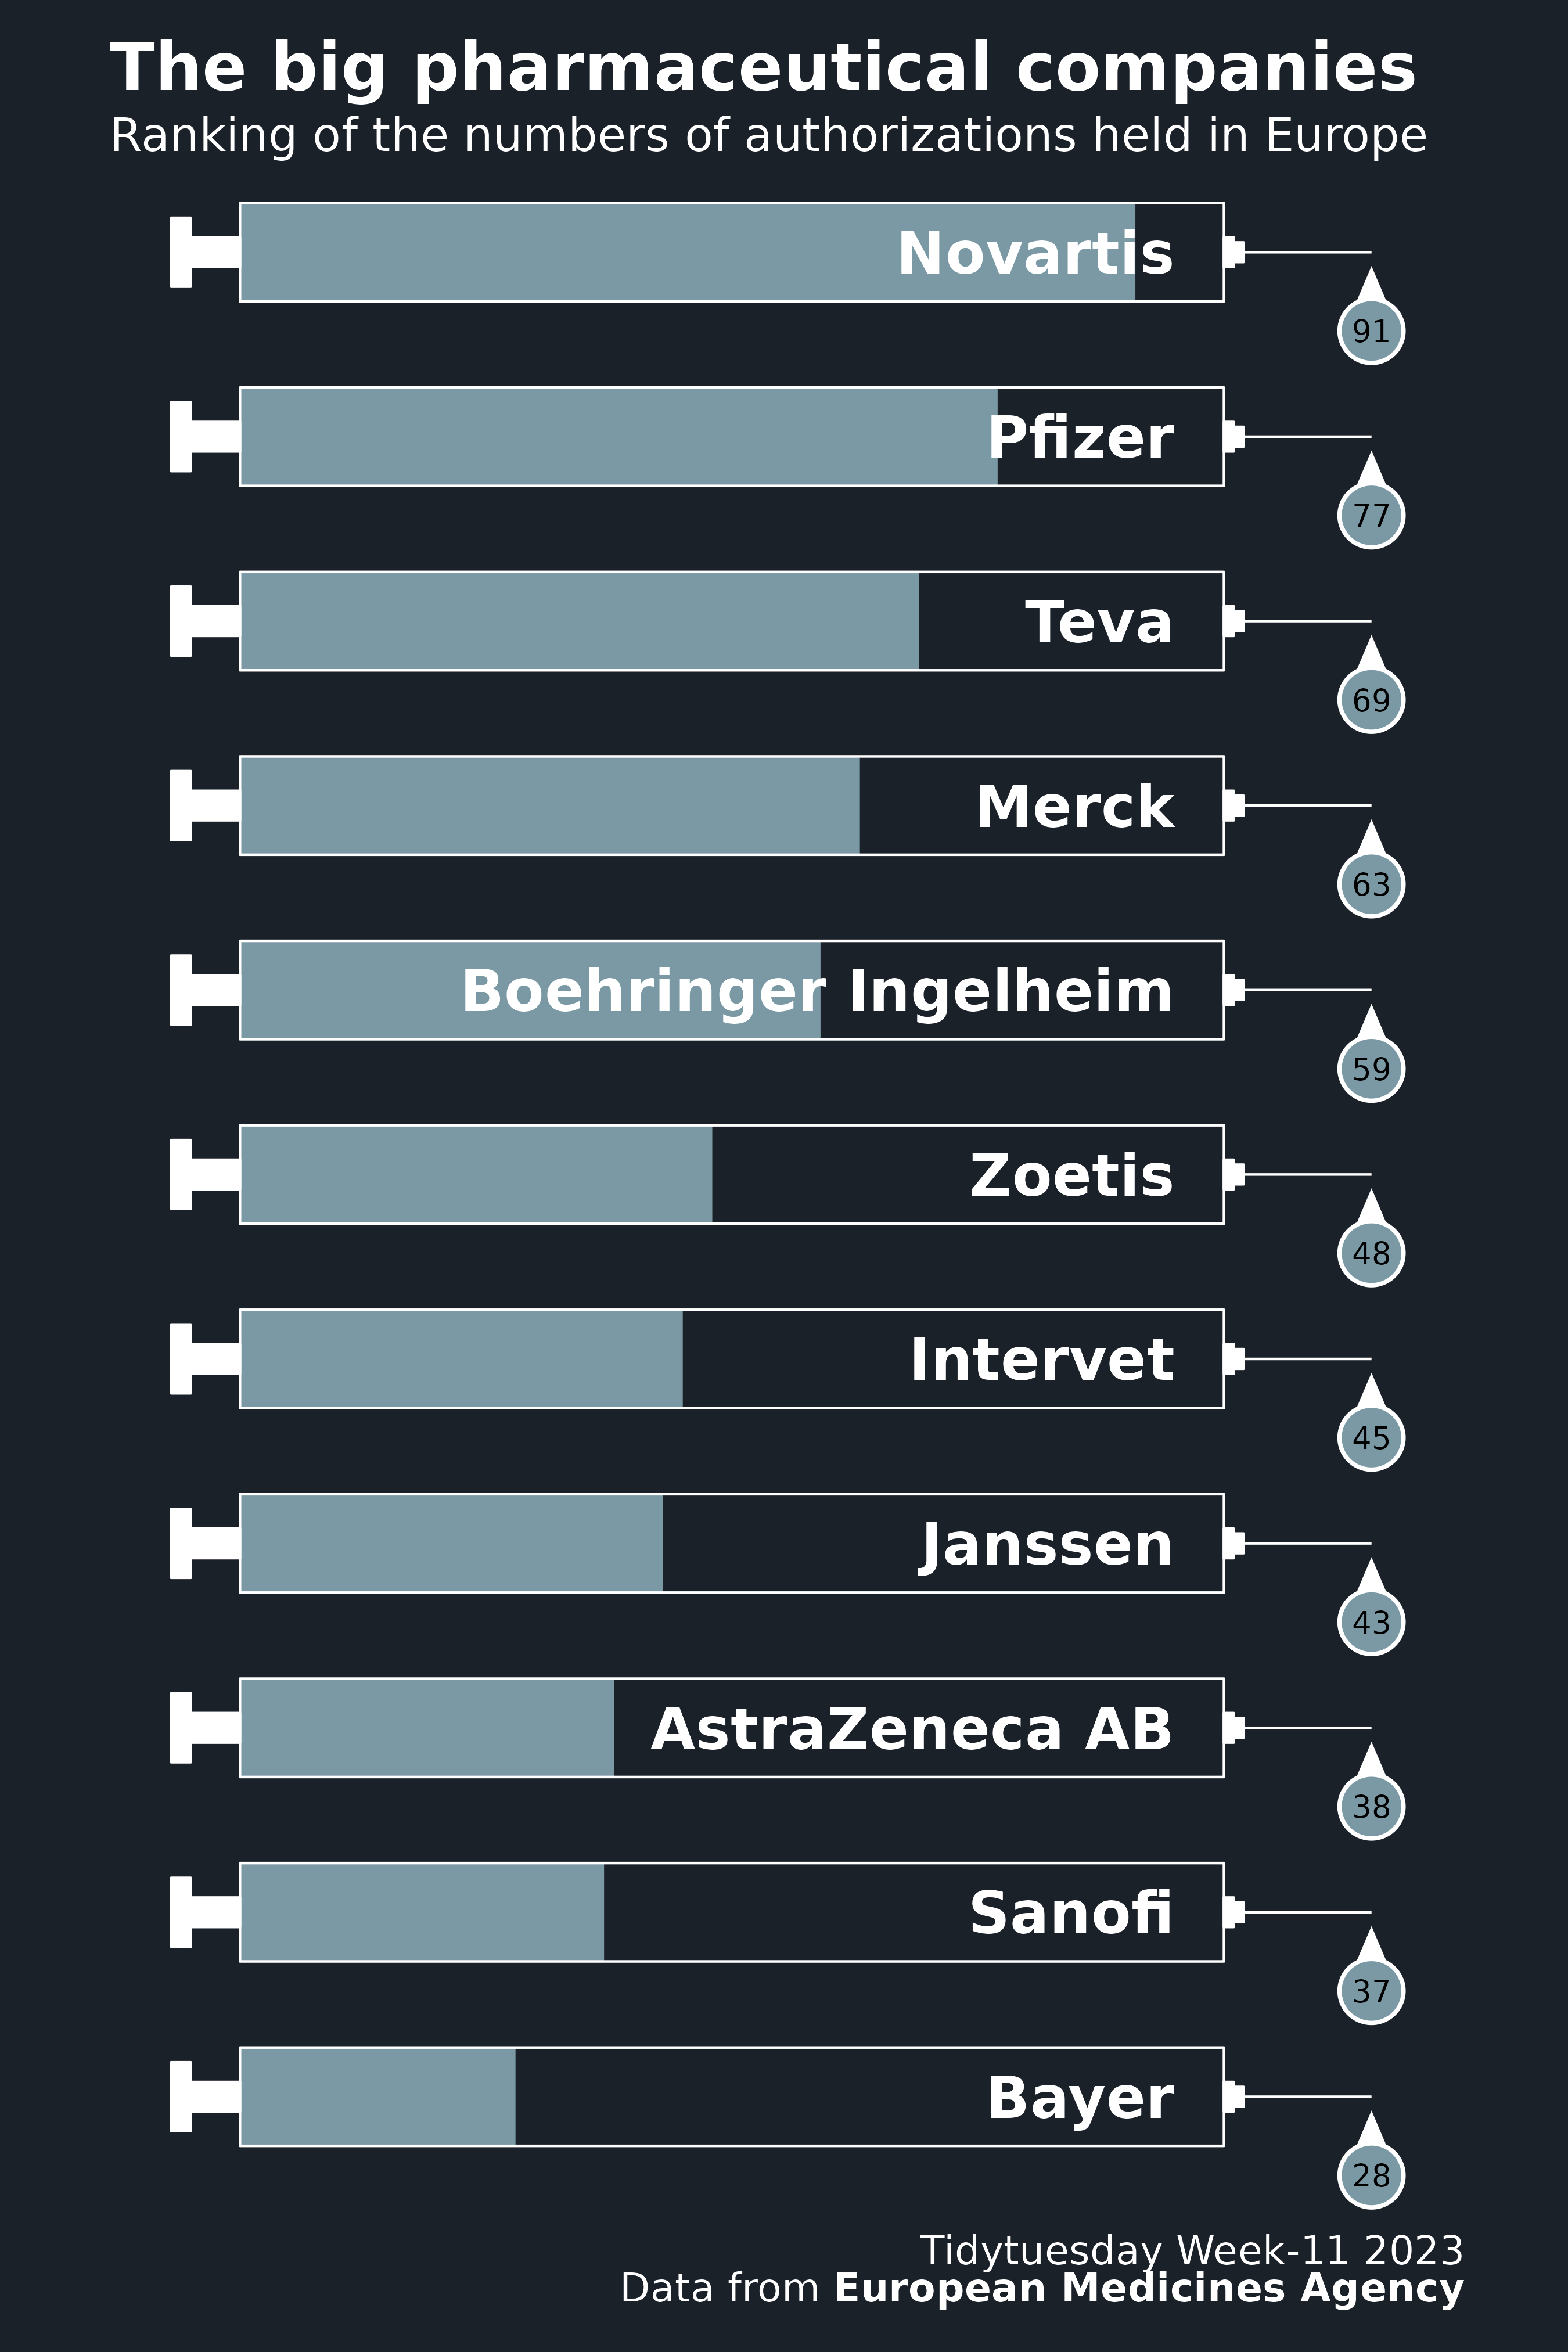 The big pharmaceutical companies
Ranking of the numbers of authorizations held in Europe
Novartis
91
Pfizer
77
Teva
69
Merck
63
Boehringer Ingelheim
59
Zoetis
48
Intervet
45
Janssen
43
AstraZeneca AB
38
Sanofi
37
Bayer
28
Tidytuesday Week-11 2023
Data from European Medicines Agency